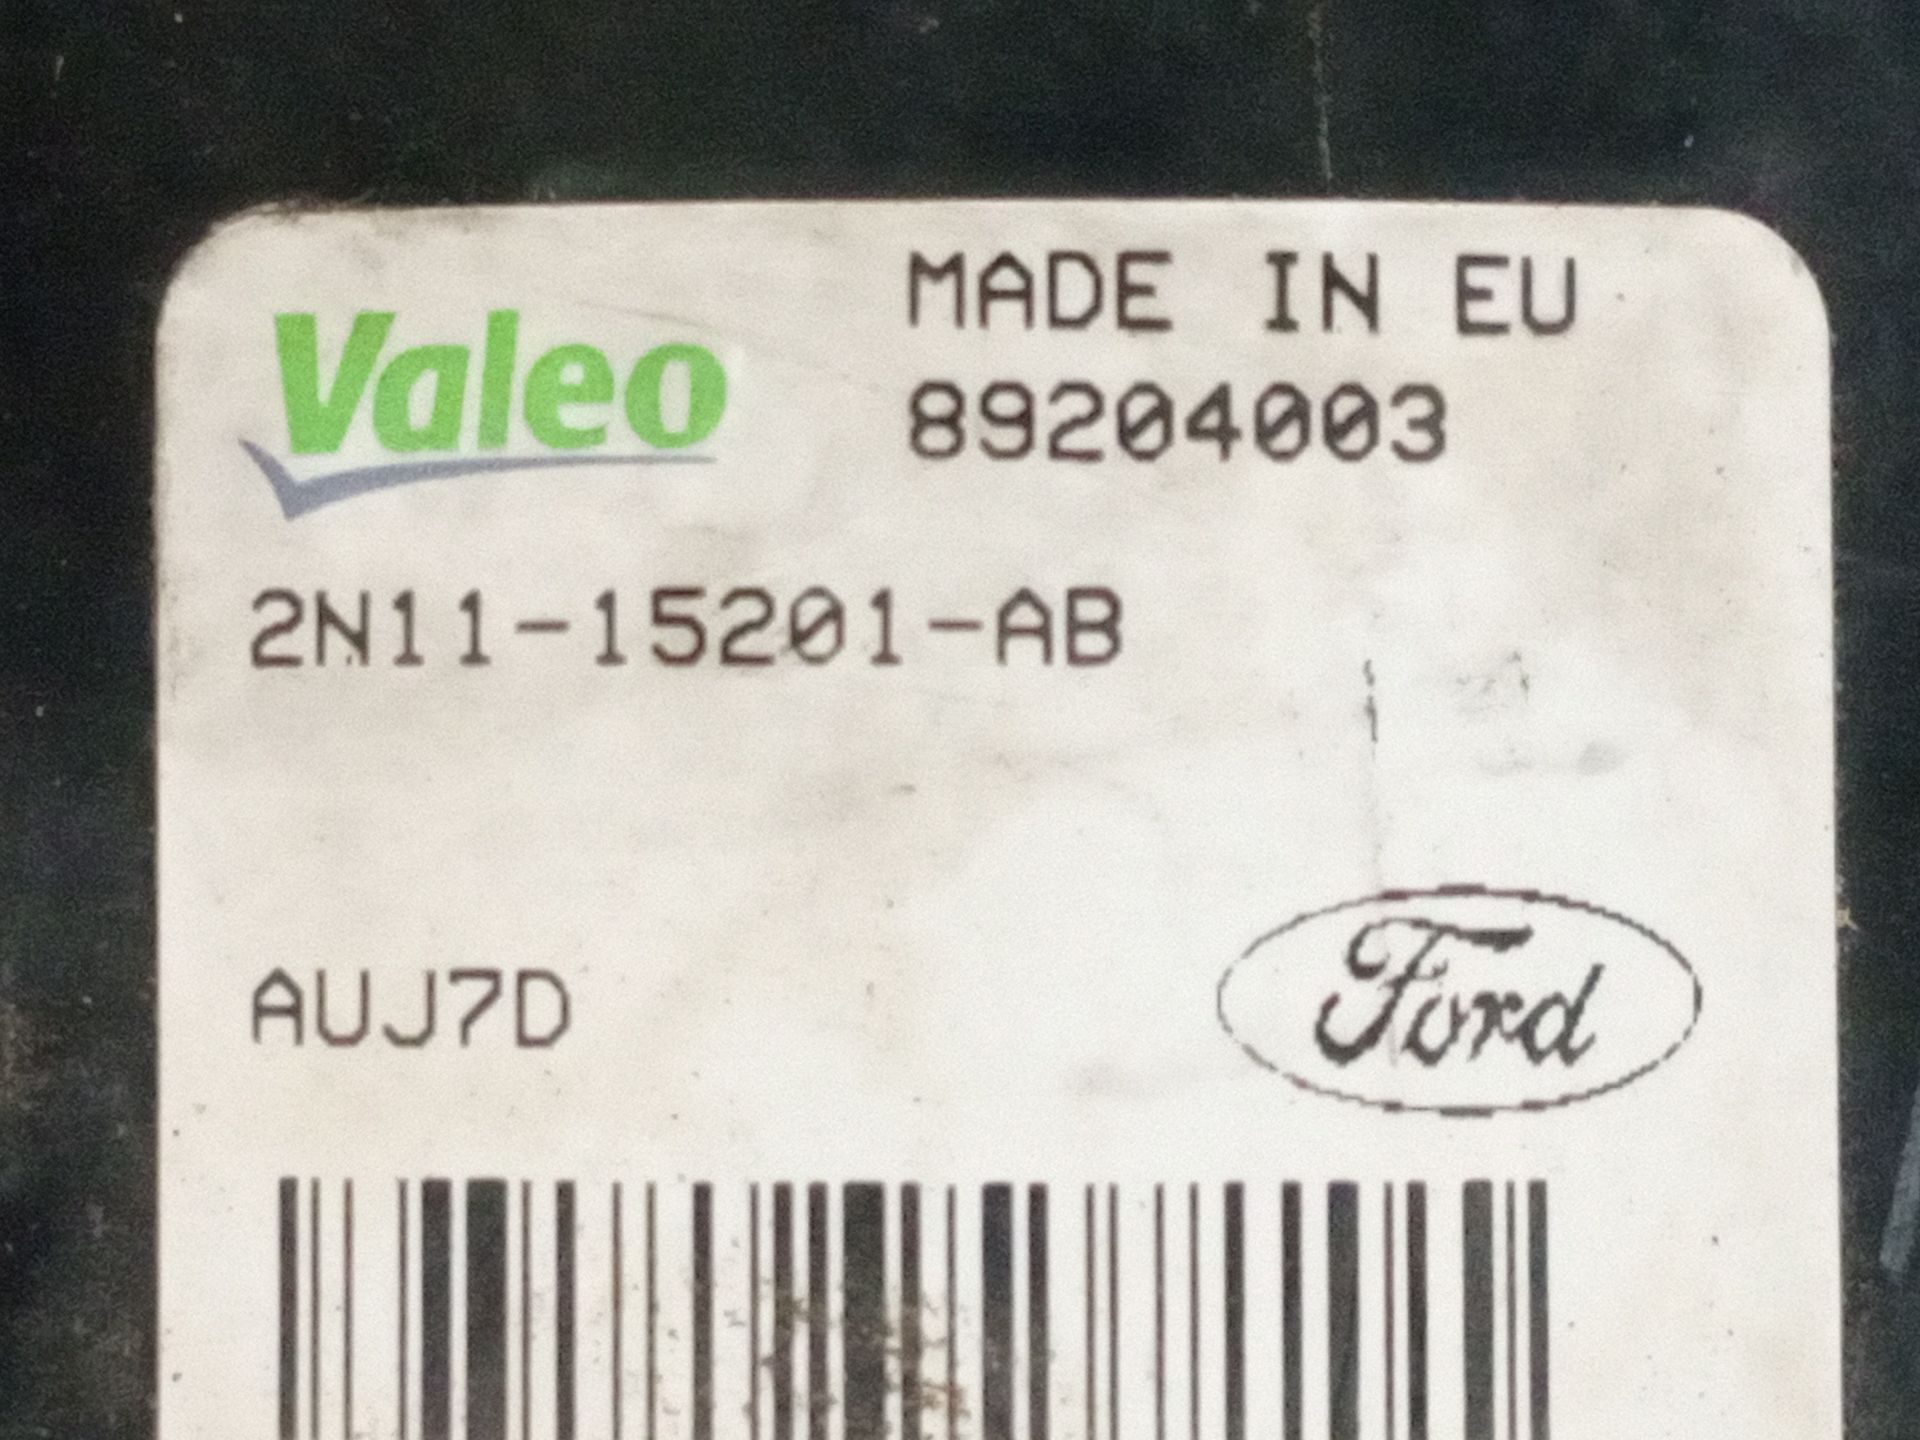 Valeo
MADE IN EU
89204003
2N11-15201-AB
AUJ7D
Ford